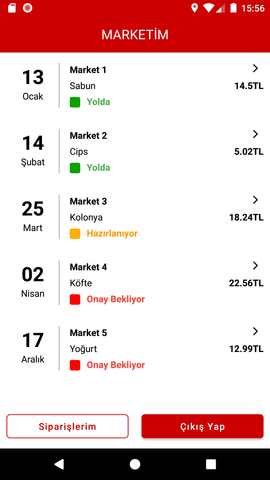 15:56
MARKETİM
13
Ocak
Market 1
Sabun
14.5TL
Yolda
14
Şubat
Market 2
Cips
5.02TL
Yolda
25
Mart
Market 3
Kolonya
18.24TL
Hazırlanıyor
02
Nisan
Market 4
Köfte
22.56TL
Onay Bekliyor
17
Aralık
Market 5
Yoğurt
12.99TL
Onay Bekliyor
Siparişlerim
Çıkış Yap